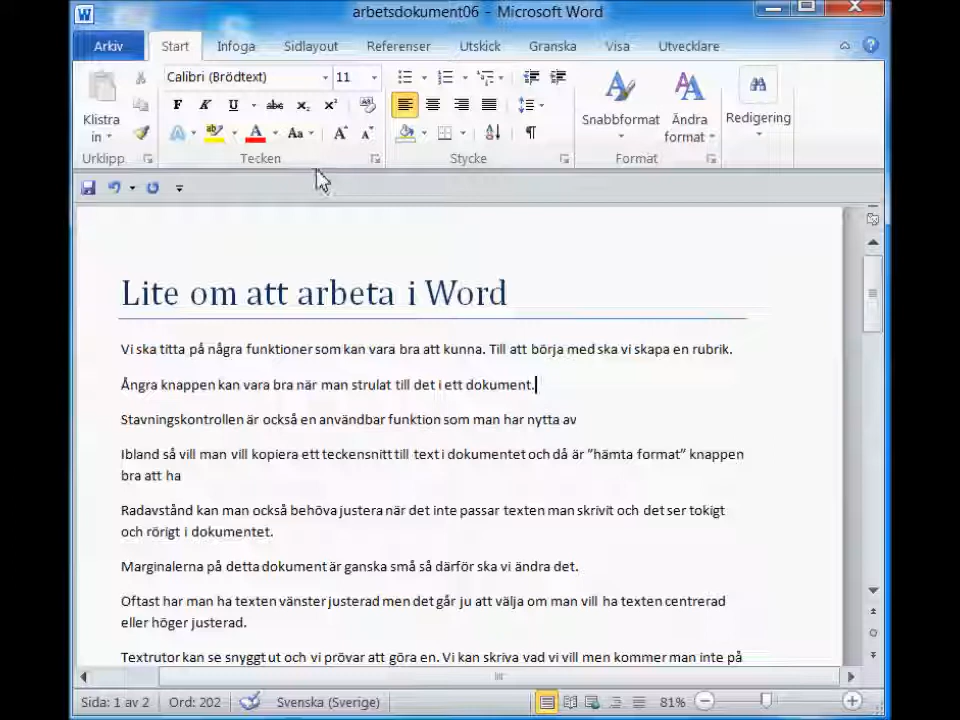 arbetsdokument06 - Microsoft Word
Arkiv Start Infoga Sidlayout Referenser Utskick Granska Visa Utvecklare
Calibri (Brödtext) 11
F K U abc x₂ x²
A ab A Aa A A
Klistra in
Snabbformat
Ändra format
Redigering
Urklipp Tecken Stycke Format
Lite om att arbeta i Word
Vi ska titta på några funktioner som kan vara bra att kunna. Till att börja med ska vi skapa en rubrik.
Ångra knappen kan vara bra när man strulat till det i ett dokument.
Stavningskontrollen är också en användbar funktion som man har nytta av
Ibland så vill man vill kopiera ett teckensnitt till text i dokumentet och då är ”hämta format” knappen
bra att ha
Radavstånd kan man också behöva justera när det inte passar texten man skrivit och det ser tokigt
och rörigt i dokumentet.
Marginalerna på detta dokument är ganska små så därför ska vi ändra det.
Oftast har man ha texten vänster justerad men det går ju att välja om man vill ha texten centrerad
eller höger justerad.
Textrutor kan se snyggt ut och vi prövar att göra en. Vi kan skriva vad vi vill men kommer man inte på
Sida: 1 av 2 Ord: 202 Svenska (Sverige) 81%